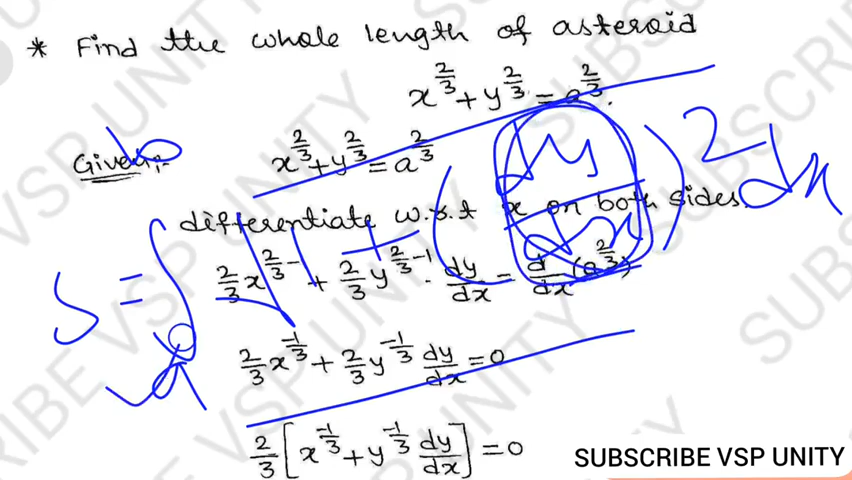 * Find the whole length of asteroid
x^{2/3} + y^{2/3} = a^{2/3}.
Given:- x^{2/3} + y^{2/3} = a^{2/3}
differentiate w.r.t x on both sides.
2/3 x^{2/3 -} + 2/3 y^{2/3 -1} . dy/dx = d/dx (a^{2/3})
S = ∫ √ 1 + (dy/dx)^2 dx
2/3 x^{-1/3} + 2/3 y^{-1/3} dy/dx = 0
2/3 [x^{-1/3} + y^{-1/3} dy/dx] = 0
SUBSCRIBE VSP UNITY